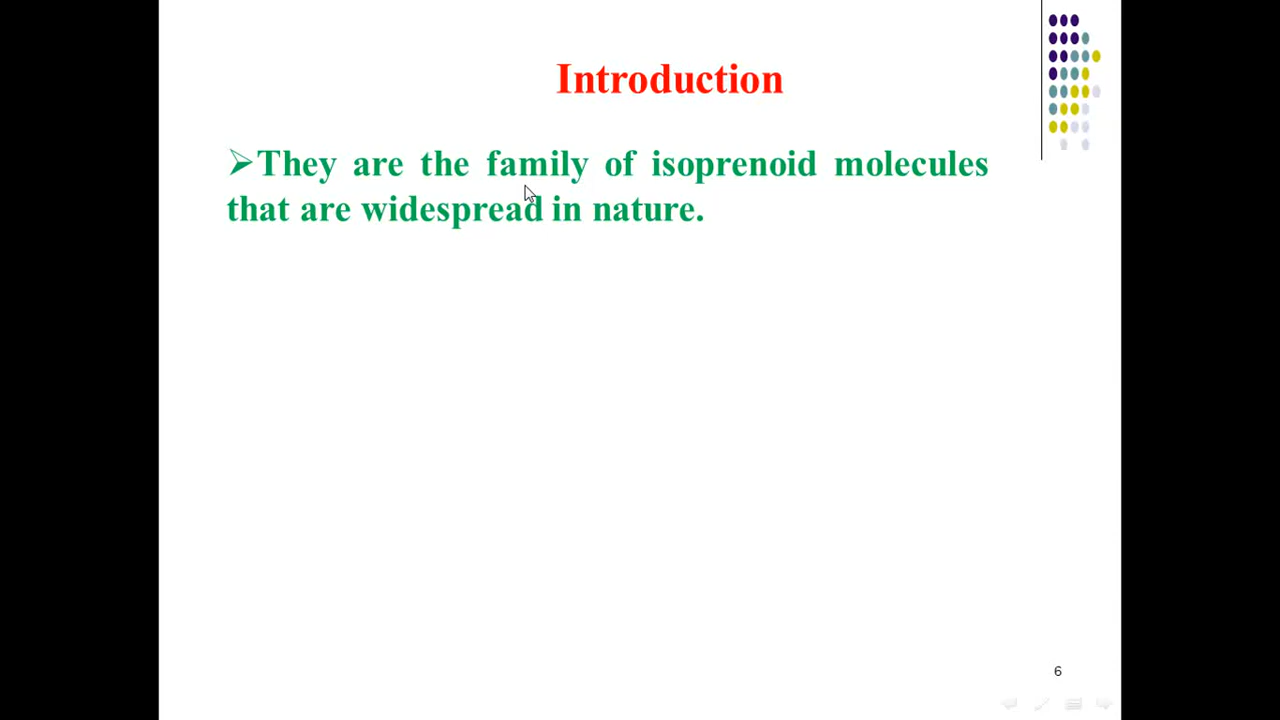 Introduction
➢They are the family of isoprenoid molecules
that are widespread in nature.
6